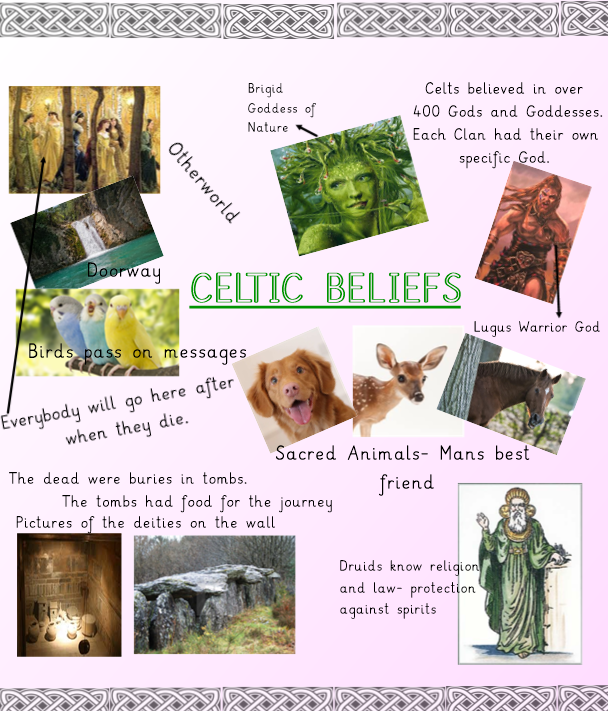 Brigid
Goddess of
Nature
Celts believed in over
400 Gods and Goddesses.
Each Clan had their own
specific God.
Otherworld
Doorway
CELTIC BELIEFS
Lugus Warrior God
Birds pass on messages
Everybody will go here after
when they die.
Sacred Animals- Mans best
friend
The dead were buries in tombs.
The tombs had food for the journey
Pictures of the deities on the wall
Druids know religion
and law- protection
against spirits